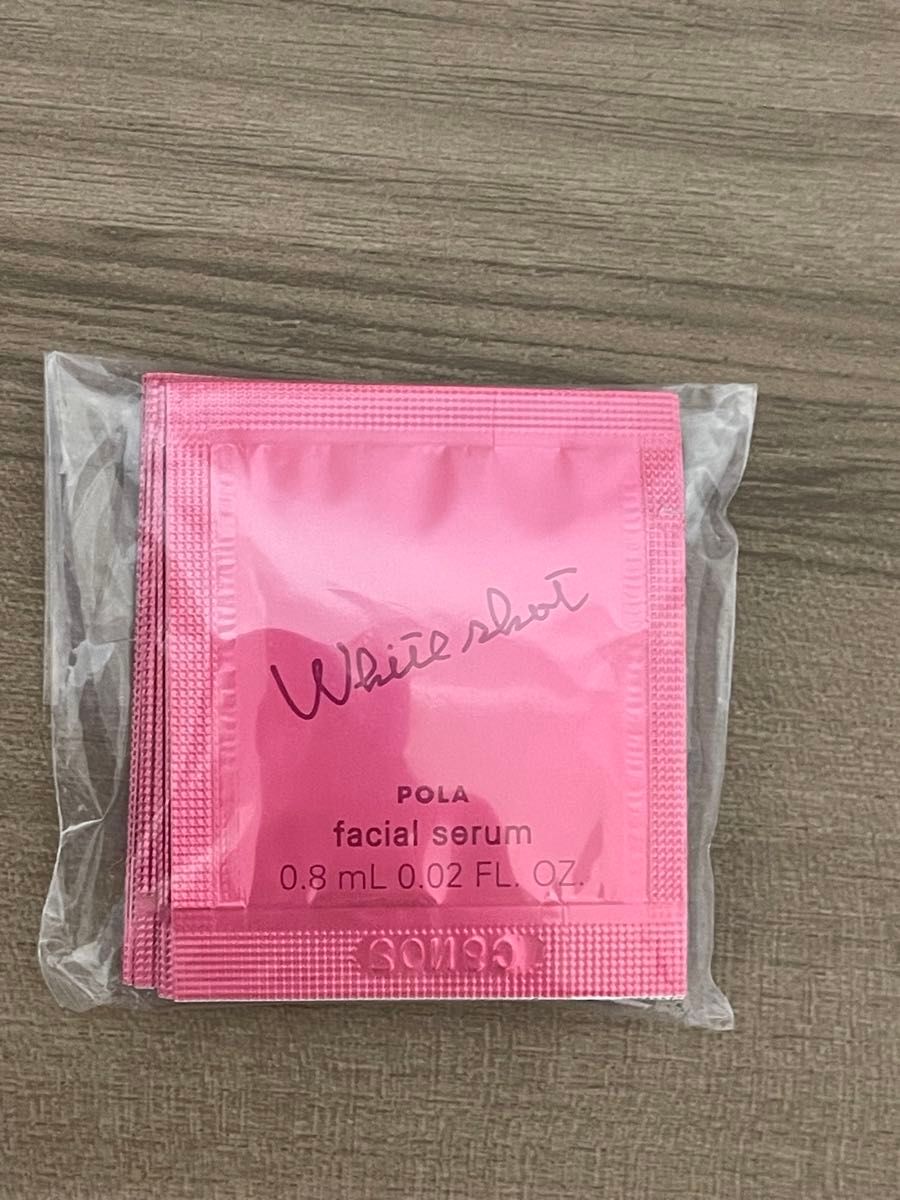 White shot
POLA
facial serum
0.8 mL 0.02 FL. OZ.